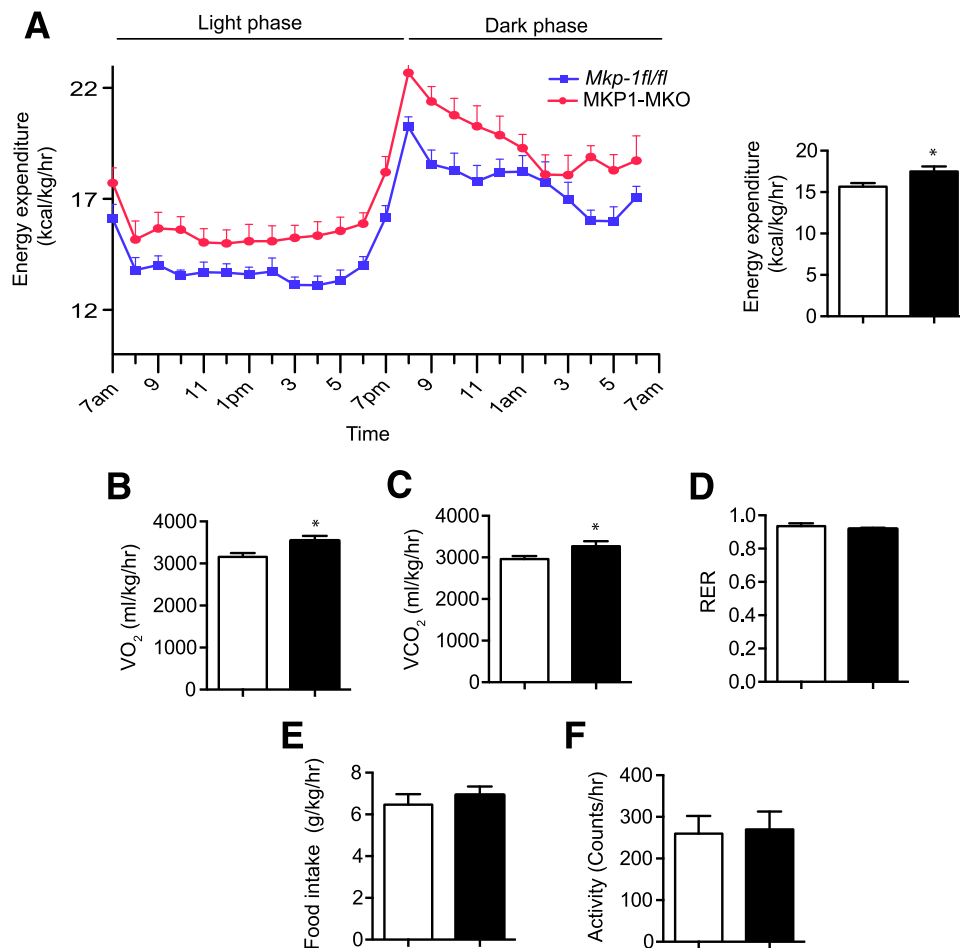 A
Light phase
Dark phase
Mkp-1fl/fl
MKP1-MKO
Energy expenditure
(kcal/kg/hr)
22
17
12
7am
9
11
1pm
3
5
7pm
9
11
1am
3
5
7am
Time
Energy expenditure
(kcal/kg/hr)
20
15
10
5
0
*
B
VO2 (ml/kg/hr)
4000
3000
2000
1000
0
*
C
VCO2 (ml/kg/hr)
4000
3000
2000
1000
0
*
D
RER
1.0
0.8
0.6
0.4
0.2
0.0
E
Food intake (g/kg/hr)
8
6
4
2
0
F
Activity (Counts/hr)
400
300
200
100
0